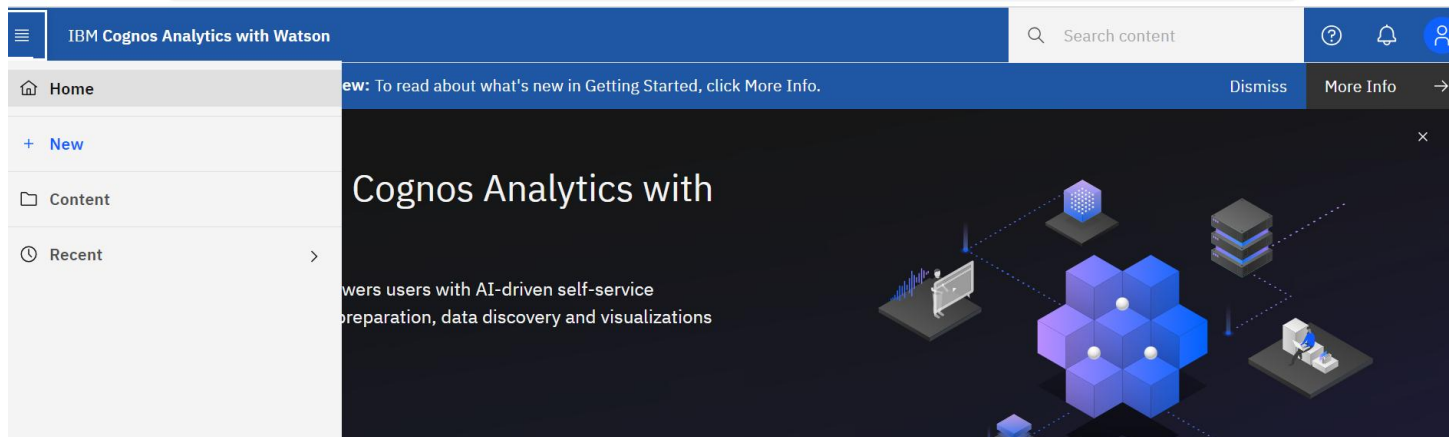 IBM Cognos Analytics with Watson
Search content
Home
ew: To read about what's new in Getting Started, click More Info.
Dismiss
More Info
New
Content
Recent
Cognos Analytics with
wers users with AI-driven self-service
preparation, data discovery and visualizations